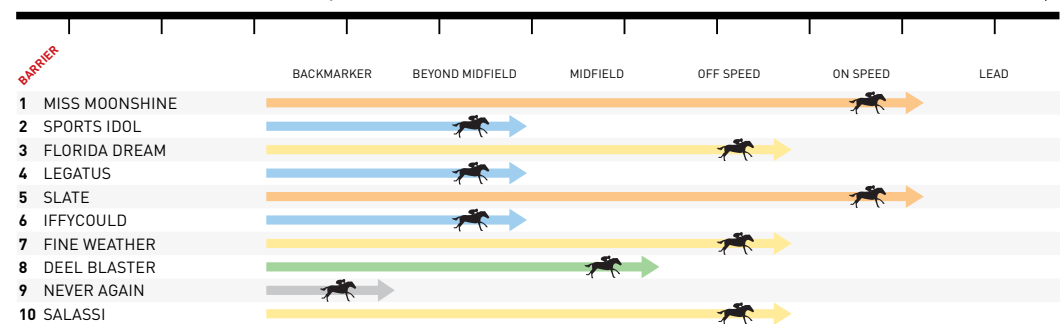 BARRIER
BACKMARKER BEYOND MIDFIELD MIDFIELD OFF SPEED ON SPEED LEAD
1 MISS MOONSHINE
2 SPORTS IDOL
3 FLORIDA DREAM
4 LEGATUS
5 SLATE
6 IFFYCOULD
7 FINE WEATHER
8 DEEL BLASTER
9 NEVER AGAIN
10 SALASSI